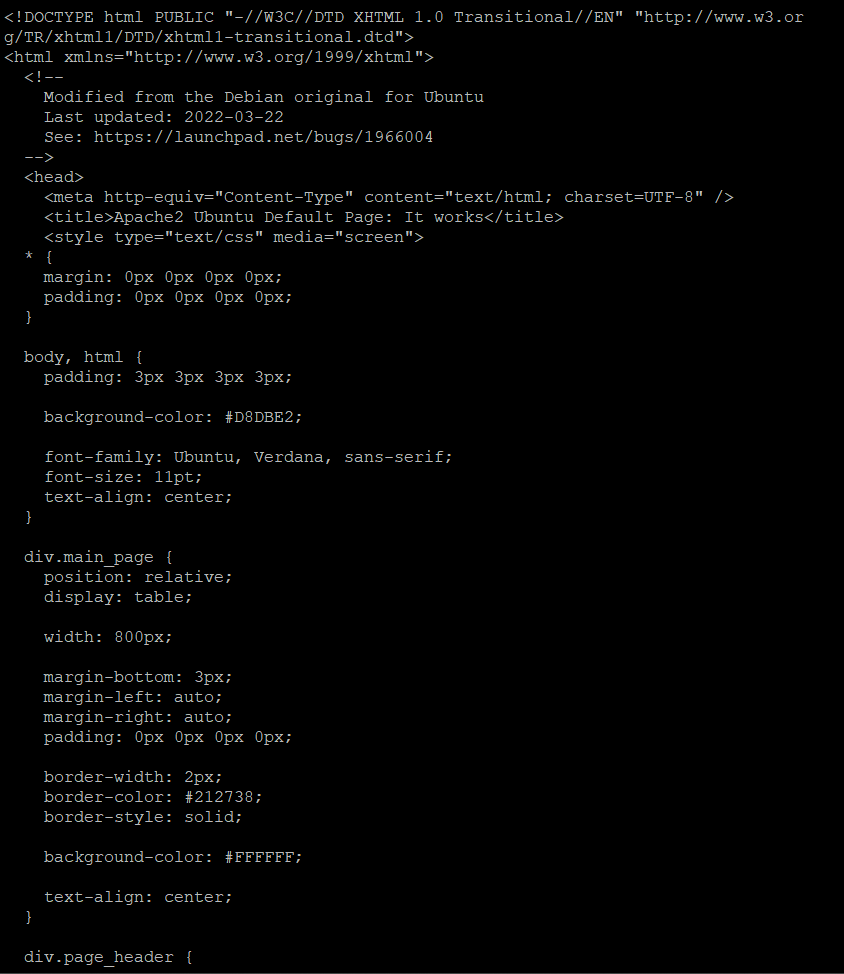 <!DOCTYPE html PUBLIC "-//W3C//DTD XHTML 1.0 Transitional//EN" "http://www.w3.or
g/TR/xhtml1/DTD/xhtml1-transitional.dtd">
<html xmlns="http://www.w3.org/1999/xhtml">
  <!--
    Modified from the Debian original for Ubuntu
    Last updated: 2022-03-22
    See: https://launchpad.net/bugs/1966004
  -->
  <head>
    <meta http-equiv="Content-Type" content="text/html; charset=UTF-8" />
    <title>Apache2 Ubuntu Default Page: It works</title>
    <style type="text/css" media="screen">
  * {
    margin: 0px 0px 0px 0px;
    padding: 0px 0px 0px 0px;
  }

  body, html {
    padding: 3px 3px 3px 3px;

    background-color: #D8DBE2;

    font-family: Ubuntu, Verdana, sans-serif;
    font-size: 11pt;
    text-align: center;
  }

  div.main_page {
    position: relative;
    display: table;

    width: 800px;

    margin-bottom: 3px;
    margin-left: auto;
    margin-right: auto;
    padding: 0px 0px 0px 0px;

    border-width: 2px;
    border-color: #212738;
    border-style: solid;

    background-color: #FFFFFF;

    text-align: center;
  }

  div.page_header {